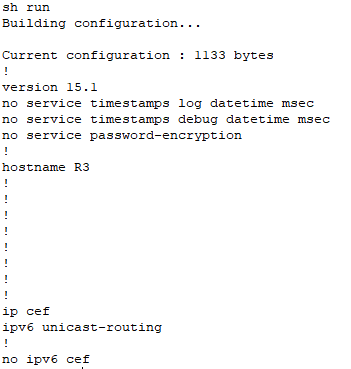 sh run
Building configuration...
Current configuration : 1133 bytes
!
version 15.1
no service timestamps log datetime msec
no service timestamps debug datetime msec
no service password-encryption
!
hostname R3
!
!
!
!
!
!
!
!
ip cef
ipv6 unicast-routing
!
no ipv6 cef